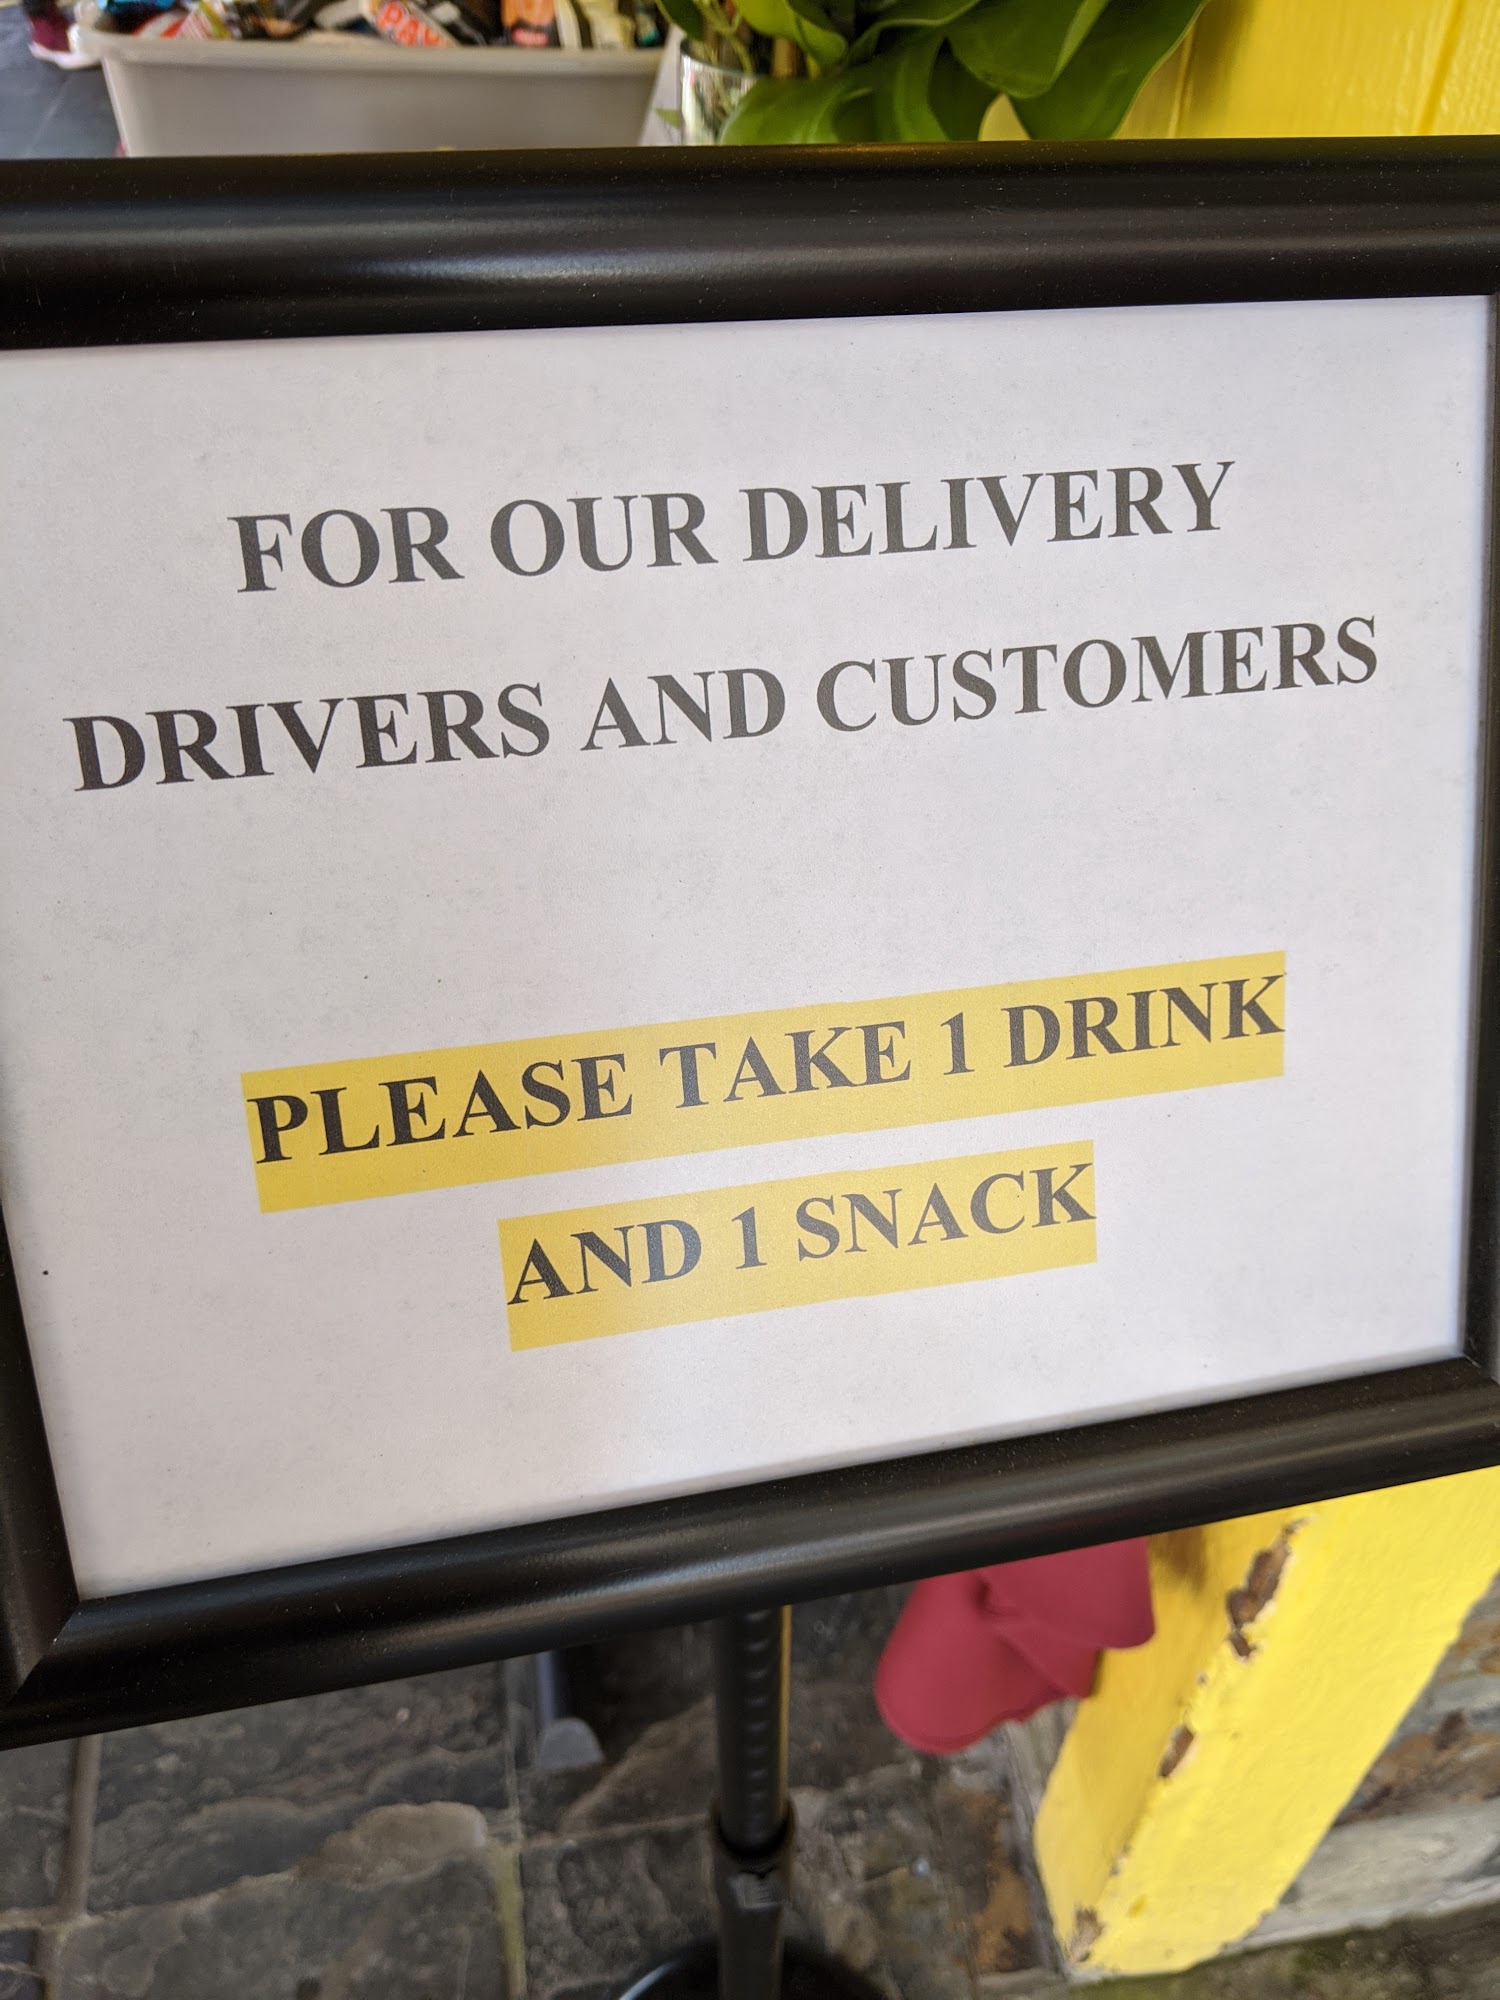 FOR OUR DELIVERY
DRIVERS AND CUSTOMERS
PLEASE TAKE 1 DRINK
AND 1 SNACK